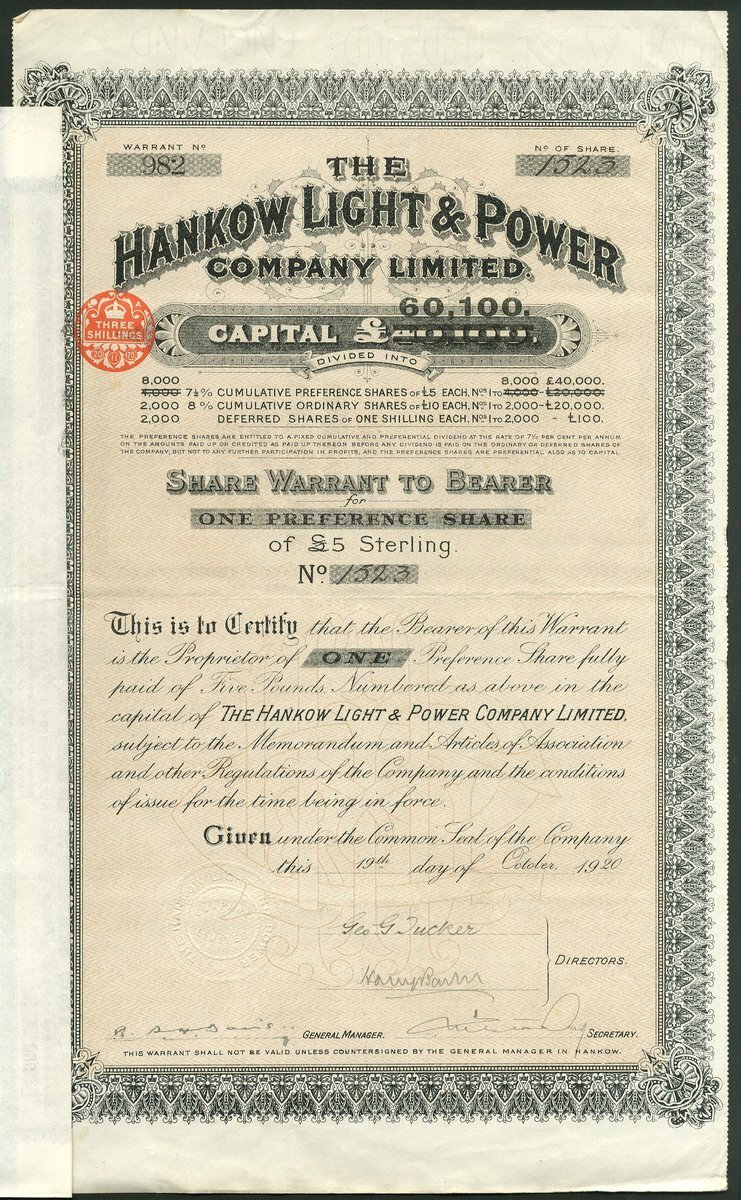 WARRANT Nº
982
Nº OF SHARE.
1523
THE
HANKOW LIGHT & POWER
COMPANY LIMITED.
60,100.
CAPITAL £40,100.
DIVIDED INTO
8,000 8,000 £40,000.
4,000 7½% CUMULATIVE PREFERENCE SHARES OF £5 EACH, Nos 1 TO 4,000 - £20,000.
2,000 8% CUMULATIVE ORDINARY SHARES OF £10 EACH, Nos 1 TO 2,000 - £20,000.
2,000 DEFERRED SHARES OF ONE SHILLING EACH, Nos 1 TO 2,000 - £100.
THE PREFERENCE SHARES ARE ENTITLED TO A FIXED CUMULATIVE AND PREFERENTIAL DIVIDEND AT THE RATE OF 7½ PER CENT PER ANNUM
ON THE AMOUNTS PAID UP OR CREDITED AS PAID UP THEREON BEFORE ANY DIVIDEND IS PAID ON THE ORDINARY OR DEFERRED SHARES OF
THE COMPANY, BUT NOT TO ANY FURTHER PARTICIPATION IN PROFITS, AND THE PREFERENCE SHARES ARE PREFERENTIAL ALSO AS TO CAPITAL
THREE
SHILLINGS
20 20
SHARE WARRANT TO BEARER
for
ONE PREFERENCE SHARE
of £5 Sterling.
Nº 1523
This is to Certify that the Bearer of this Warrant
is the Proprietor of ONE Preference Share fully
paid of Five Pounds Numbered as above in the
capital of THE HANKOW LIGHT & POWER COMPANY LIMITED,
subject to the Memorandum and Articles of Association
and other Regulations of the Company and the conditions
of issue for the time being in force.
Given under the Common Seal of the Company
this 19th day of October, 1920
Geo G Tucker
DIRECTORS.
GENERAL MANAGER.
SECRETARY.
THIS WARRANT SHALL NOT BE VALID UNLESS COUNTERSIGNED BY THE GENERAL MANAGER IN HANKOW.